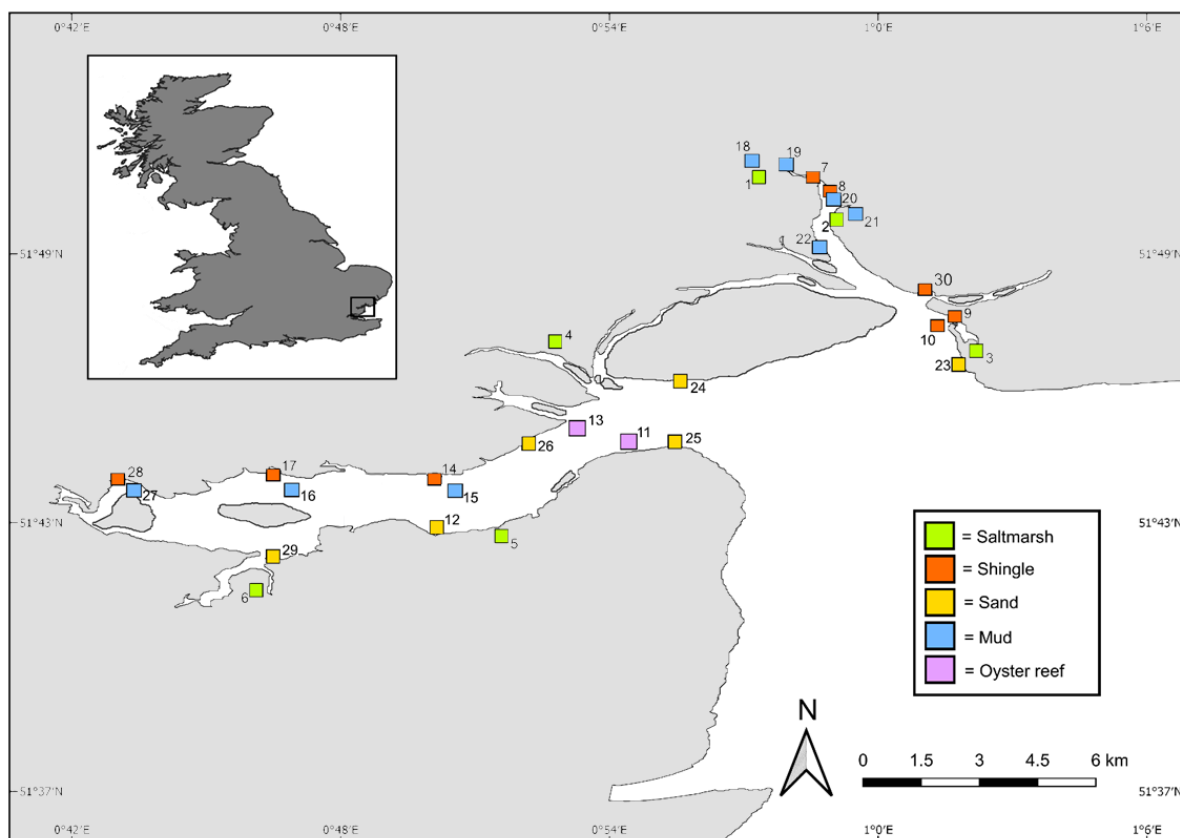 0°42'E 0°48'E 0°54'E 1°0'E 1°6'E
18 19 7
1 8
20
2 21
51°49'N 22 51°49'N
30
9
10
4 3
23
24
13 11 25
26
28 17 14
27 16 15
51°43'N 12 51°43'N
5
29
6
= Saltmarsh
= Shingle
= Sand
= Mud
= Oyster reef
N
0 1.5 3 4.5 6 km
51°37'N 51°37'N
0°42'E 0°48'E 0°54'E 1°0'E 1°6'E